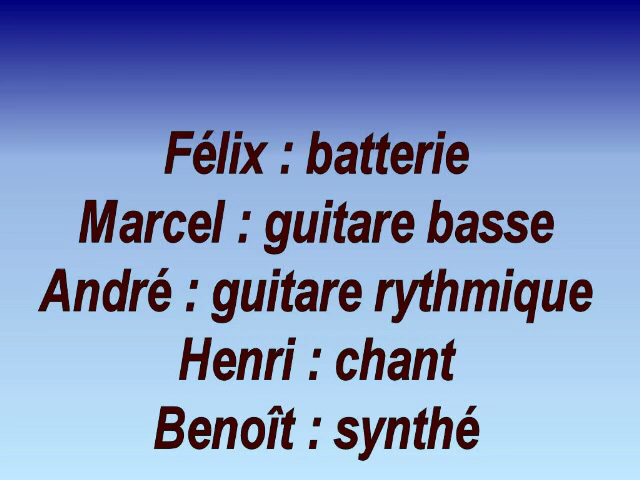 Félix : batterie
Marcel : guitare basse
André : guitare rythmique
Henri : chant
Benoît : synthé